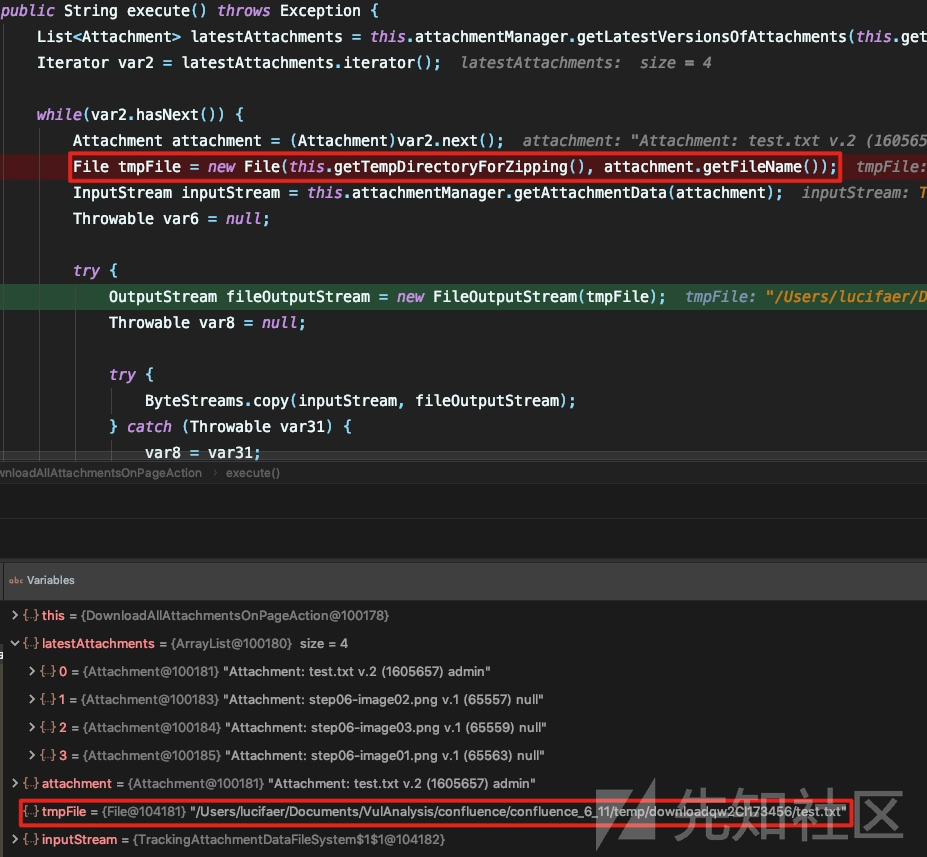 public String execute() throws Exception {
List<Attachment> latestAttachments = this.attachmentManager.getLatestVersionsOfAttachments(this.get
Iterator var2 = latestAttachments.iterator(); latestAttachments: size = 4
while(var2.hasNext()) {
Attachment attachment = (Attachment)var2.next(); attachment: "Attachment: test.txt v.2 (160565
File tmpFile = new File(this.getTempDirectoryForZipping(), attachment.getFileName()); tmpFile:
InputStream inputStream = this.attachmentManager.getAttachmentData(attachment); inputStream: T
Throwable var6 = null;
try {
OutputStream fileOutputStream = new FileOutputStream(tmpFile); tmpFile: "/Users/lucifaer/D
Throwable var8 = null;
try {
ByteStreams.copy(inputStream, fileOutputStream);
} catch (Throwable var31) {
var8 = var31;
wnloadAllAttachmentsOnPageAction › execute()
abc Variables
this = {DownloadAllAttachmentsOnPageAction@100178}
latestAttachments = {ArrayList@100180} size = 4
0 = {Attachment@100181} "Attachment: test.txt v.2 (1605657) admin"
1 = {Attachment@100183} "Attachment: step06-image02.png v.1 (65557) null"
2 = {Attachment@100184} "Attachment: step06-image03.png v.1 (65559) null"
3 = {Attachment@100185} "Attachment: step06-image01.png v.1 (65563) null"
attachment = {Attachment@100181} "Attachment: test.txt v.2 (1605657) admin"
tmpFile = {File@104181} "/Users/lucifaer/Documents/VulAnalysis/confluence/confluence_6_11/temp/downloadqw2Cl173456/test.txt"
inputStream = {TrackingAttachmentDataFileSystem$1$1@104182}
先知社区